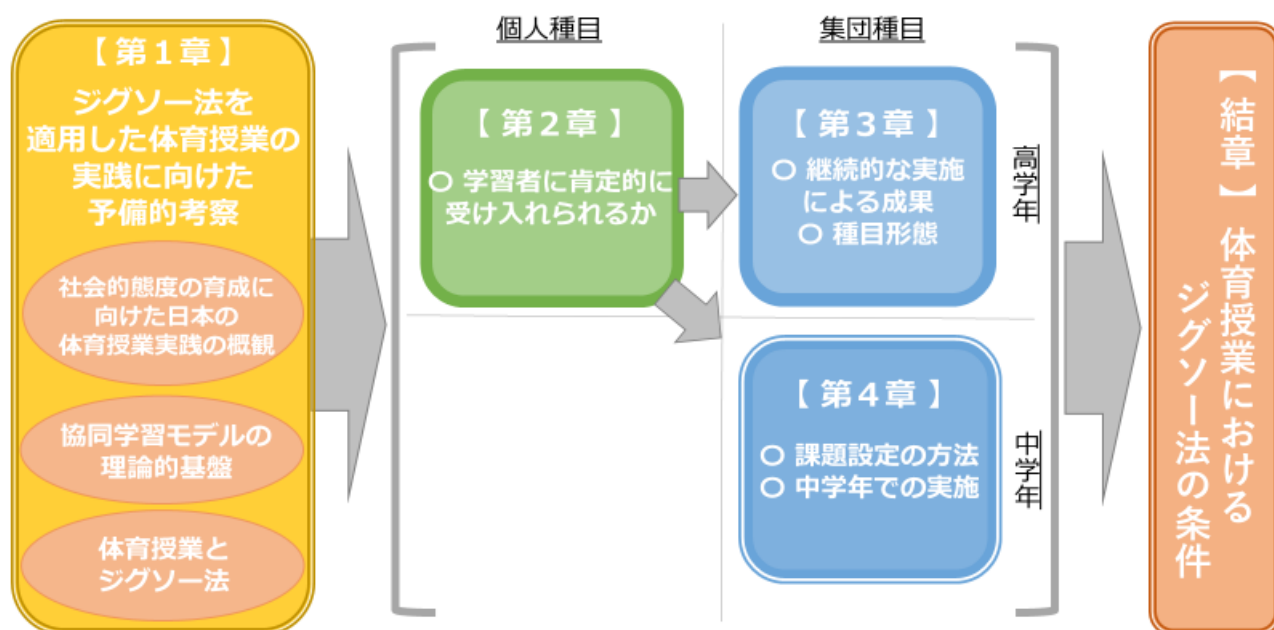 【 第１章 】
ジグソー法を
適用した体育授業の
実践に向けた
予備的考察
社会的態度の育成に
向けた日本の
体育授業実践の概観
協同学習モデルの
理論的基盤
体育授業と
ジグソー法
個人種目
集団種目
【 第２章 】
○ 学習者に肯定的に
受け入れられるか
【 第３章 】
○ 継続的な実施
による成果
○ 種目形態
高学年
【 第４章 】
○ 課題設定の方法
○ 中学年での実施
中学年
【 結章 】体育授業における
ジグソー法の条件